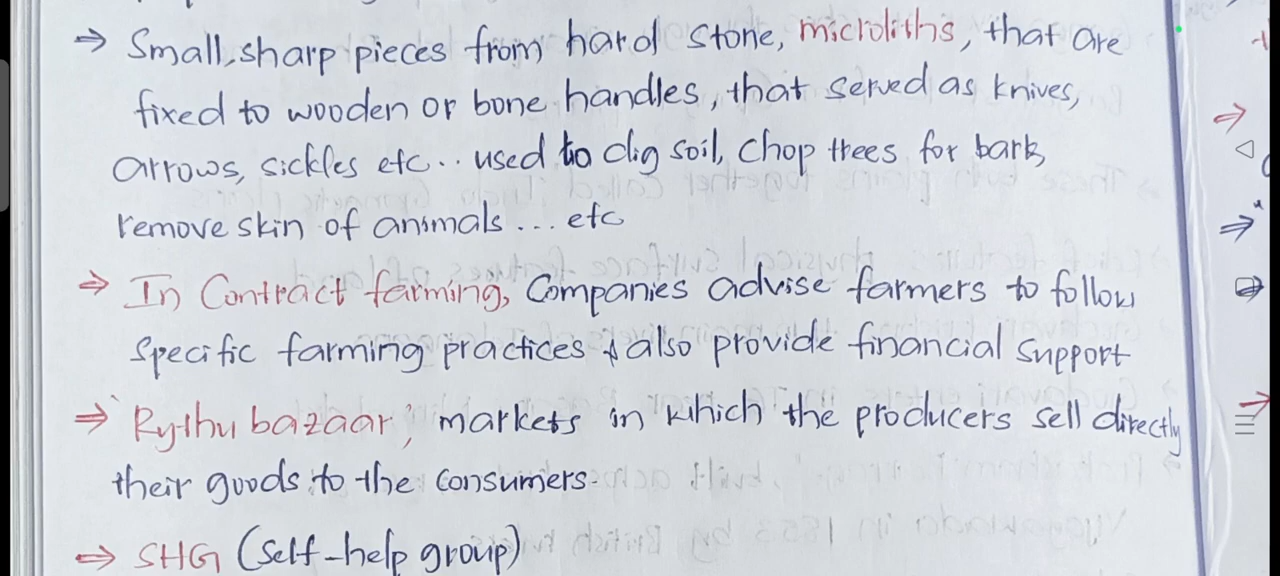 ⇒ Small, sharp pieces from hard stone, microliths, that are
fixed to wooden or bone handles, that served as knives,
arrows, sickles etc.. used to dig soil, chop trees for bark,
remove skin of animals ... etc
⇒ In Contract farming, Companies advise farmers to follow
specific farming practices & also provide financial support
⇒ 'Rythu bazaar', markets in which the producers sell directly
their goods to the consumers
⇒ SHG (Self-help group)